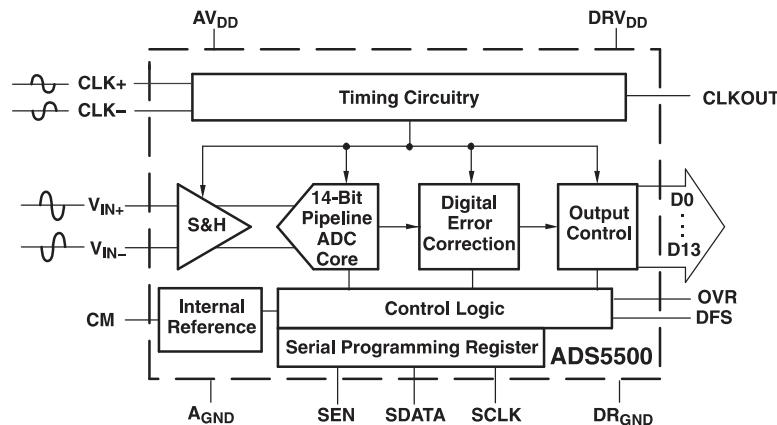 AVDD
DRVDD
CLK+
CLK−
Timing Circuitry
CLKOUT
VIN+
VIN−
S&H
14-Bit
Pipeline
ADC
Core
Digital
Error
Correction
Output
Control
D0
D13
CM
Internal
Reference
Control Logic
OVR
DFS
Serial Programming Register
ADS5500
AGND
SEN
SDATA
SCLK
DRGND